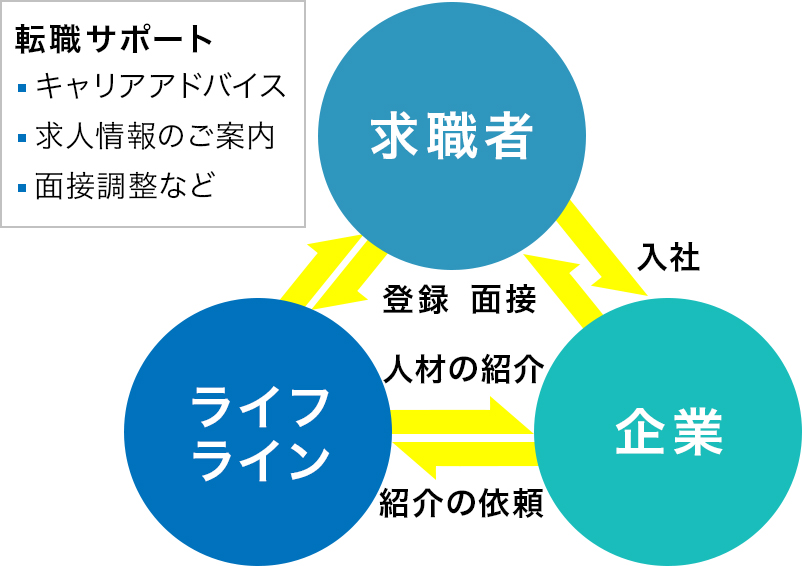 転職サポート
キャリアアドバイス
求人情報のご案内
面接調整など
求職者
入社
登録 面接
人材の紹介
ライフ
ライン
企業
紹介の依頼